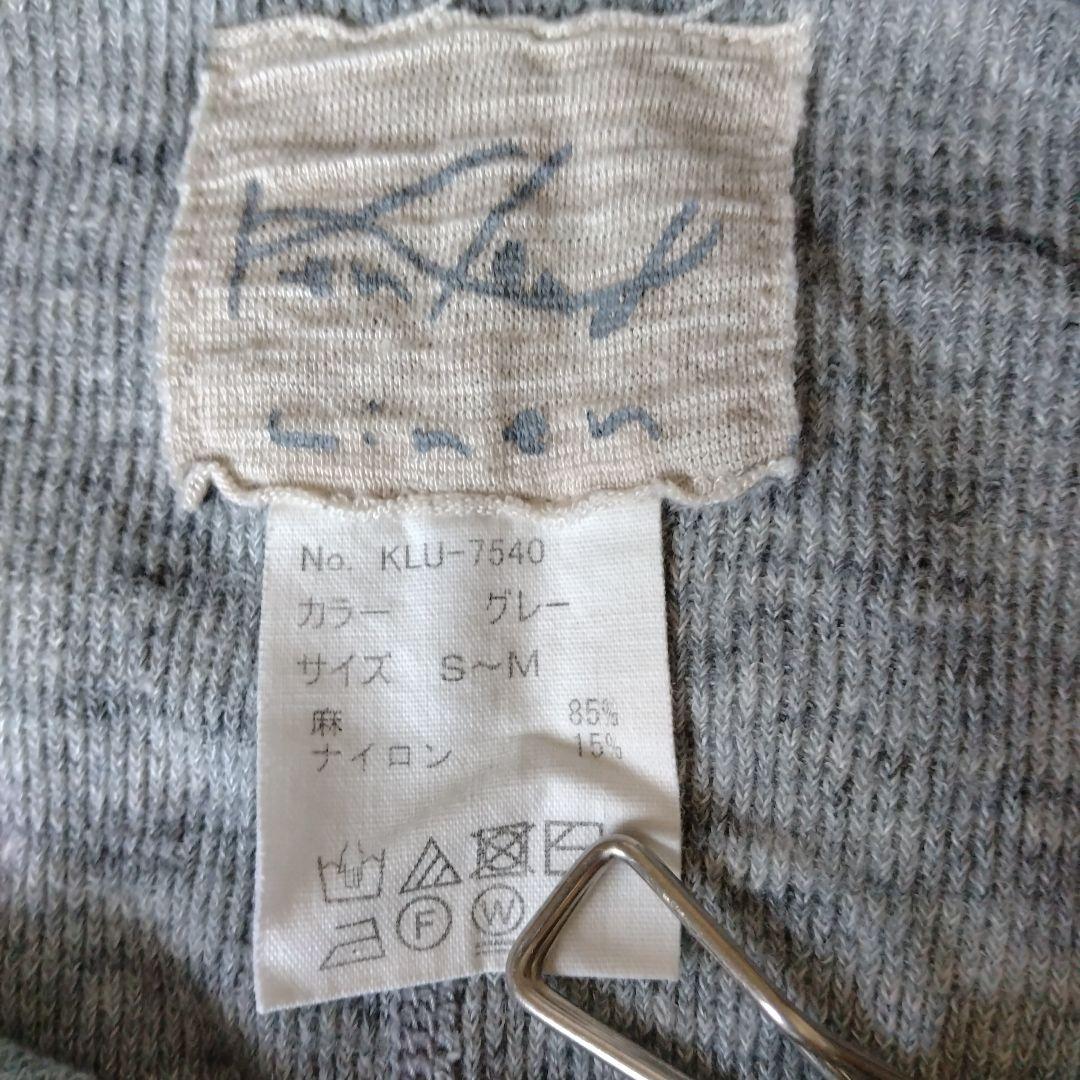 Linen
No. KLU-7540
カラー グレー
サイズ S～M
麻 85%
ナイロン 15%
F W